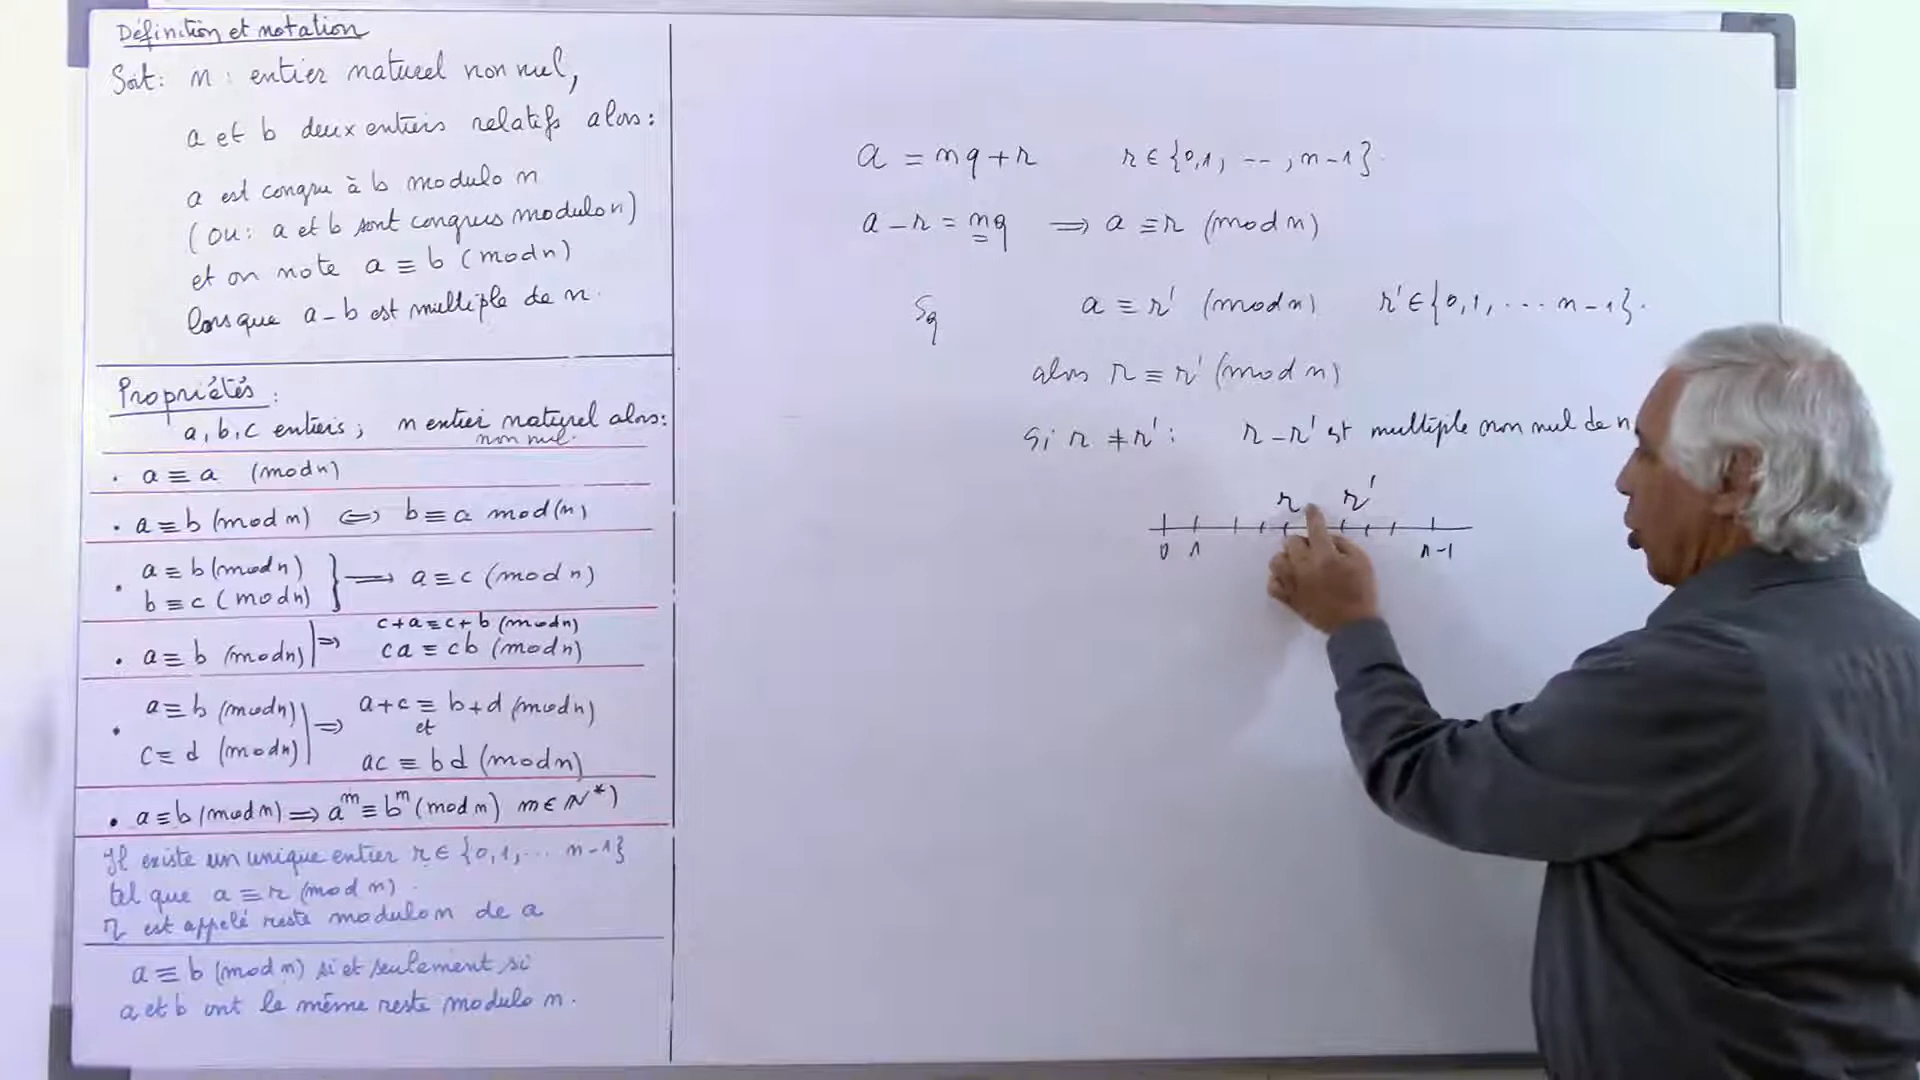 Définition et notation
Soit: n: entier naturel non nul,
a et b deux entiers relatifs alors:
a est congru à b modulo n
(ou: a et b sont congrus modulo n)
et on note a ≡ b (mod n)
lorsque a-b est multiple de n.
Propriétés:
a, b, c entiers; n entier naturel alors:
non nul.
• a ≡ a (mod n)
• a ≡ b (mod n) ⟺ b ≡ a mod(n)
• a ≡ b (mod n)
b ≡ c (mod n) } ⟹ a ≡ c (mod n)
c+a ≡ c+b (mod n)
• a ≡ b (mod n) | ⟹ ca ≡ cb (mod n)
• a ≡ b (mod n) | ⟹ a+c ≡ b+d (mod n)
et
c ≡ d (mod n) ac ≡ bd (mod n)
• a ≡ b (mod n) ⟹ a^m ≡ b^m (mod n) m ∈ N*)
Il existe un unique entier r ∈ {0,1,... n-1}
tel que a ≡ r (mod n).
r est appelé reste modulo n de a
a ≡ b (mod n) si et seulement si
a et b ont le même reste modulo n.
a = nq + r r ∈ {0,1, --, n-1}.
a - r = nq ⟹ a ≡ r (mod n)
Sq a ≡ r' (mod n) r' ∈ {0,1, ... n-1}.
alors r ≡ r' (mod n)
Si r ≠ r': r - r' est multiple non nul de n
r r'
0 1 n-1